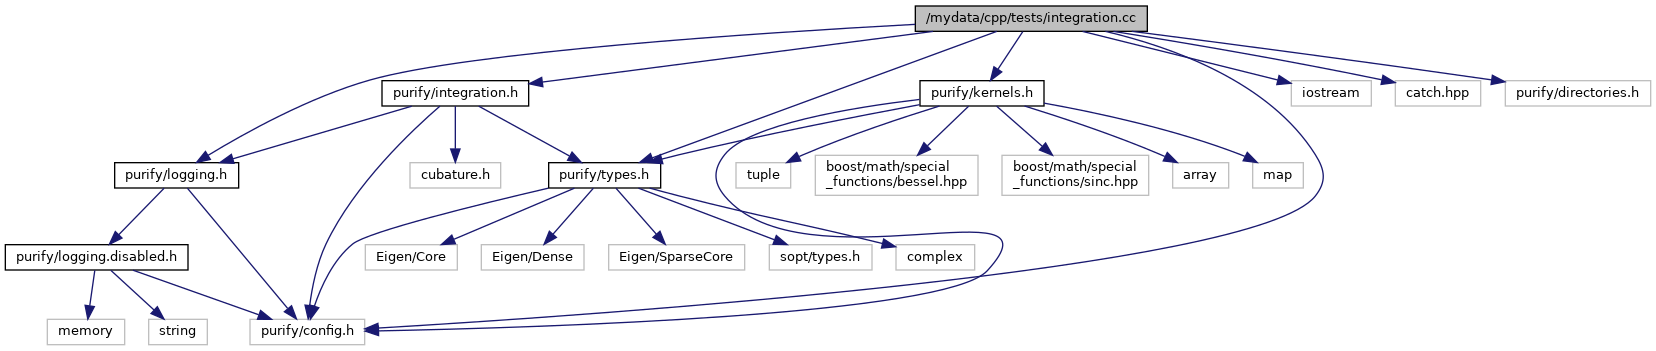 /mydata/cpp/tests/integration.cc
purify/integration.h
purify/kernels.h
iostream
catch.hpp
purify/directories.h
purify/logging.h
cubature.h
purify/types.h
tuple
boost/math/special
_functions/bessel.hpp
boost/math/special
_functions/sinc.hpp
array
map
purify/logging.disabled.h
Eigen/Core
Eigen/Dense
Eigen/SparseCore
sopt/types.h
complex
memory
string
purify/config.h